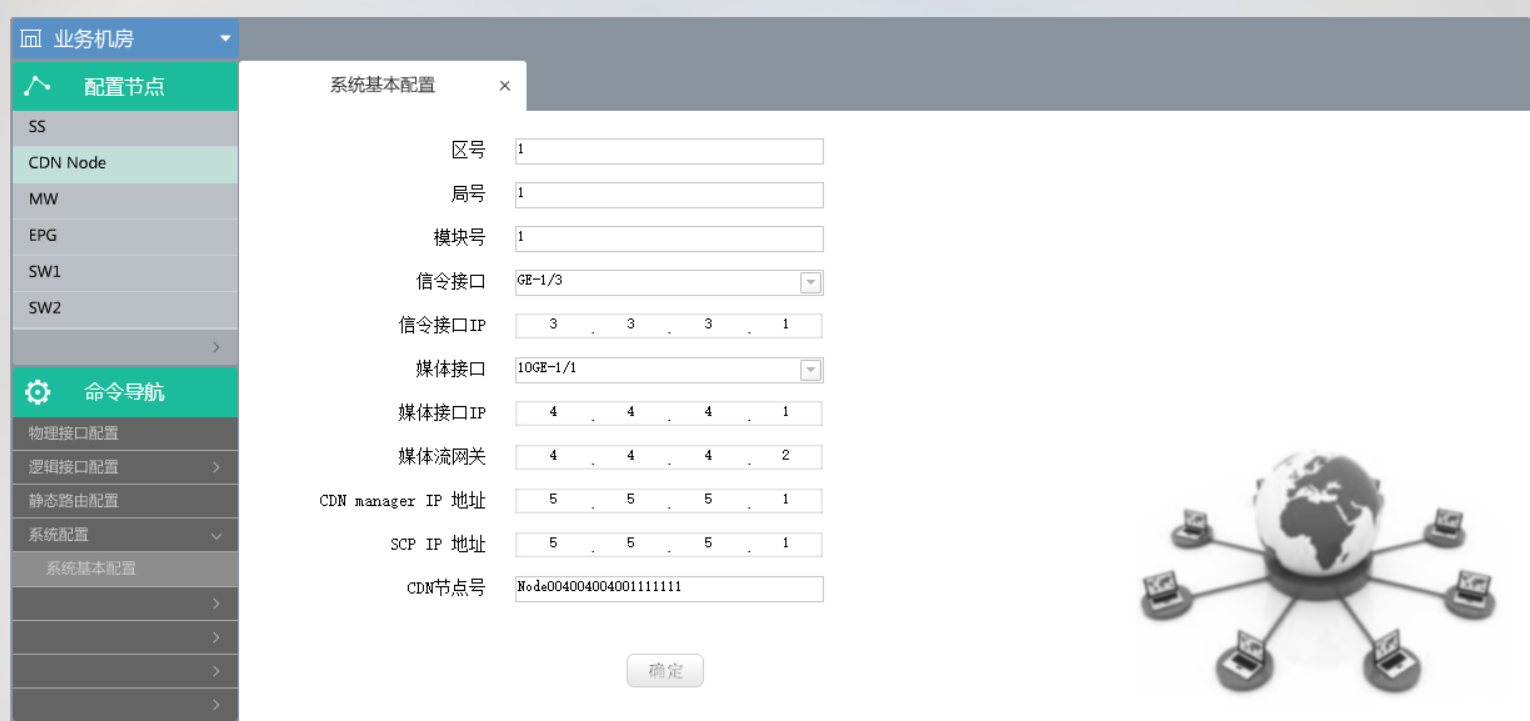 业务机房
配置节点
系统基本配置 ×
SS
CDN Node
MW
EPG
SW1
SW2
命令导航
物理接口配置
逻辑接口配置
静态路由配置
系统配置
系统基本配置
区号 1
局号 1
模块号 1
信令接口 GE-1/3
信令接口IP 3 . 3 . 3 . 1
媒体接口 10GE-1/1
媒体接口IP 4 . 4 . 4 . 1
媒体流网关 4 . 4 . 4 . 2
CDN manager IP 地址 5 . 5 . 5 . 1
SCP IP 地址 5 . 5 . 5 . 1
CDN节点号 Node004004004001111111
确定